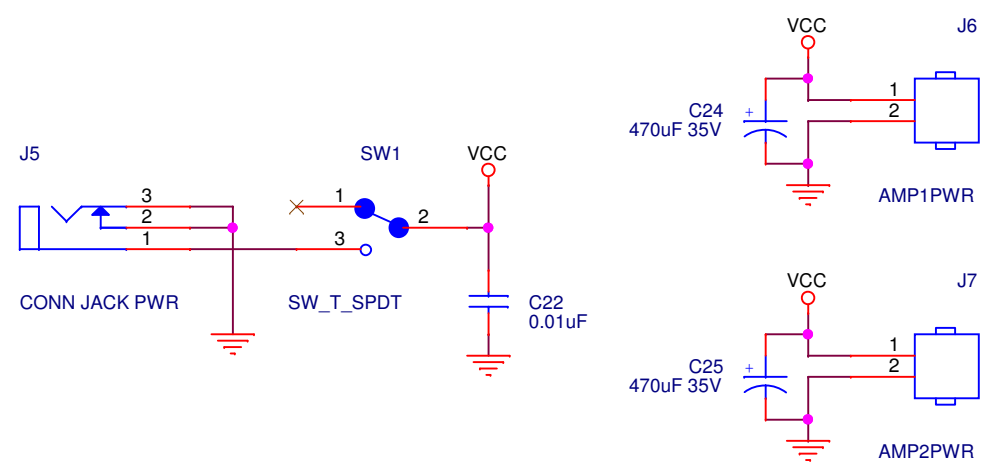 J5
3
2
1
CONN JACK PWR
SW1
1
2
3
SW_T_SPDT
VCC
C22
0.01uF
VCC
J6
C24
470uF 35V
+
1
2
AMP1PWR
VCC
J7
C25
470uF 35V
+
1
2
AMP2PWR